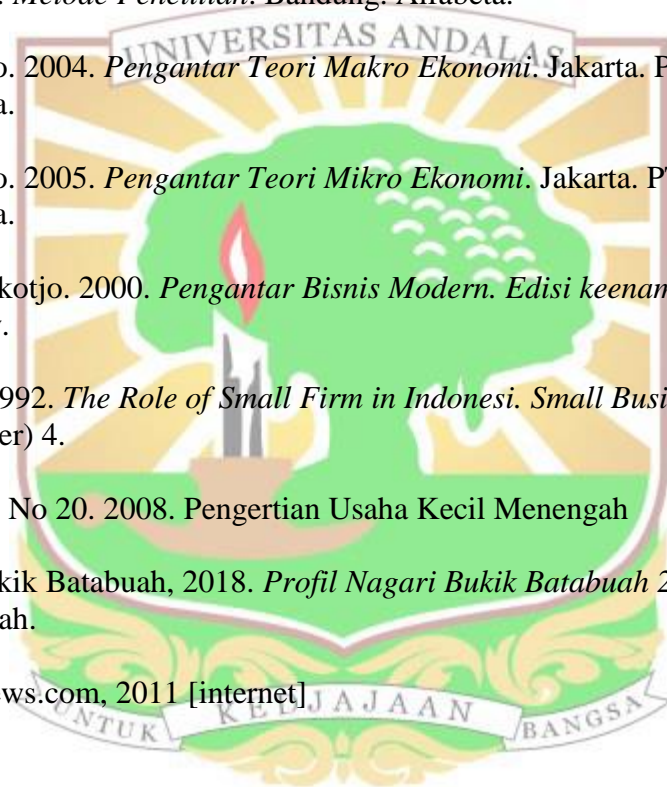 Metode Penelitian. Bandung. Alfabeta.
UNIVERSITAS ANDALAS
o. 2004. Pengantar Teori Makro Ekonomi. Jakarta. P
a.
o. 2005. Pengantar Teori Mikro Ekonomi. Jakarta. PT
a.
kotjo. 2000. Pengantar Bisnis Modern. Edisi keenam
992. The Role of Small Firm in Indonesi. Small Busi
er) 4.
No 20. 2008. Pengertian Usaha Kecil Menengah
kik Batabuah, 2018. Profil Nagari Bukik Batabuah 2
ah.
ews.com, 2011 [internet]
UNTUK KEDJAJAAN BANGSA